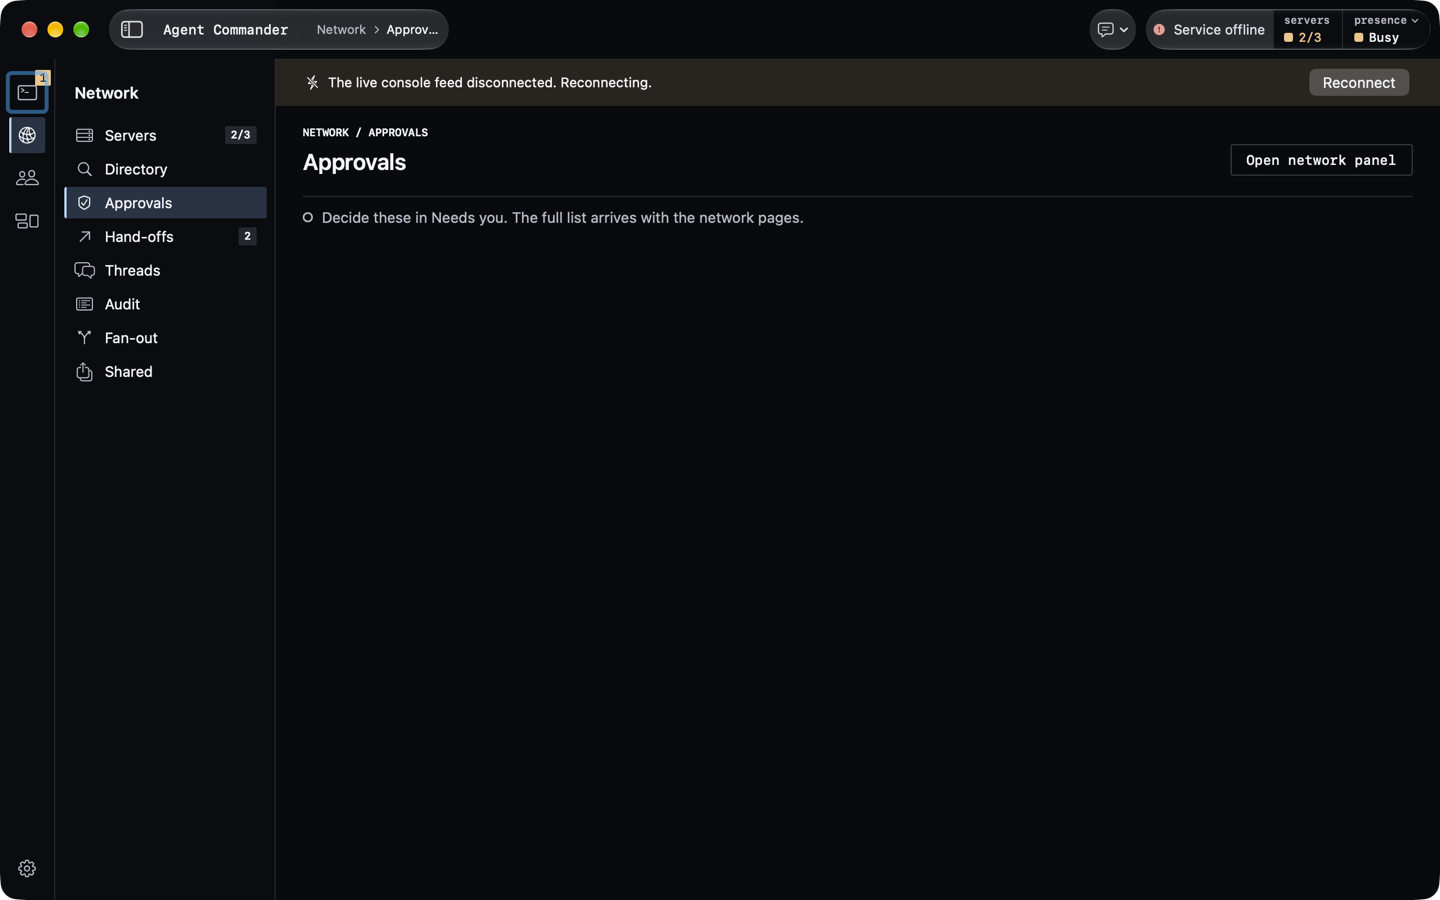 Agent Commander
Network > Approv...
Service offline
servers
2/3
presence
Busy
1
Network
Servers 2/3
Directory
Approvals
Hand-offs 2
Threads
Audit
Fan-out
Shared
The live console feed disconnected. Reconnecting.
Reconnect
NETWORK / APPROVALS
Approvals
Open network panel
Decide these in Needs you. The full list arrives with the network pages.